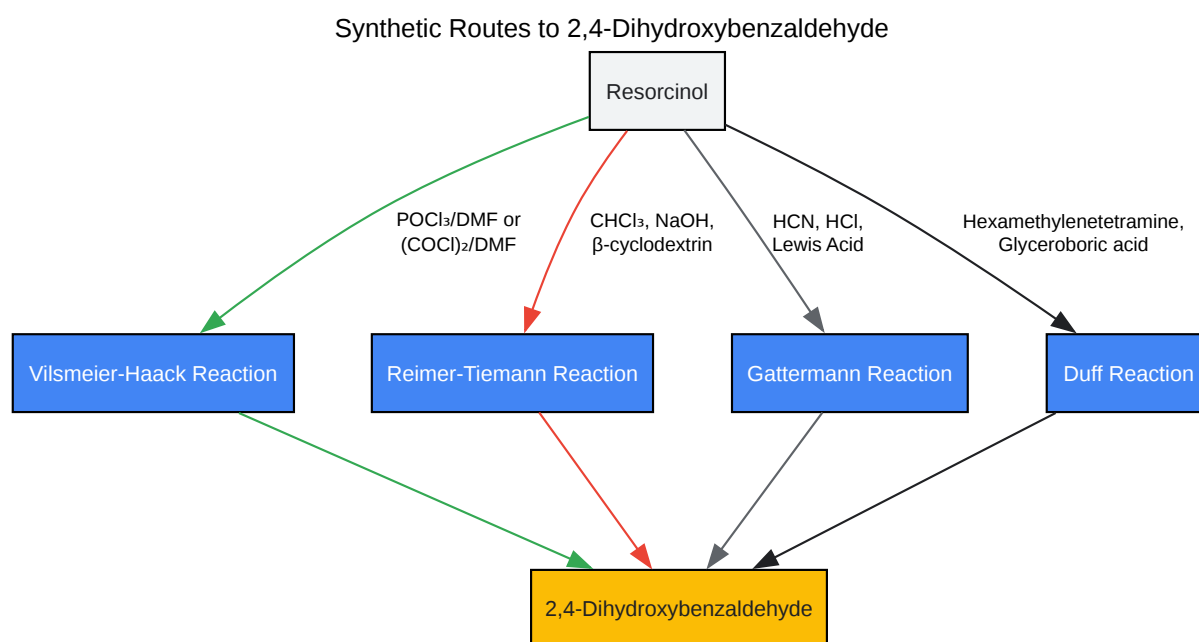 Synthetic Routes to 2,4-Dihydroxybenzaldehyde
Resorcinol
POCl₃/DMF or
(COCl)₂/DMF
CHCl₃, NaOH,
β-cyclodextrin
HCN, HCl,
Lewis Acid
Hexamethylenetetramine,
Glyceroboric acid
Vilsmeier-Haack Reaction
Reimer-Tiemann Reaction
Gattermann Reaction
Duff Reaction
2,4-Dihydroxybenzaldehyde